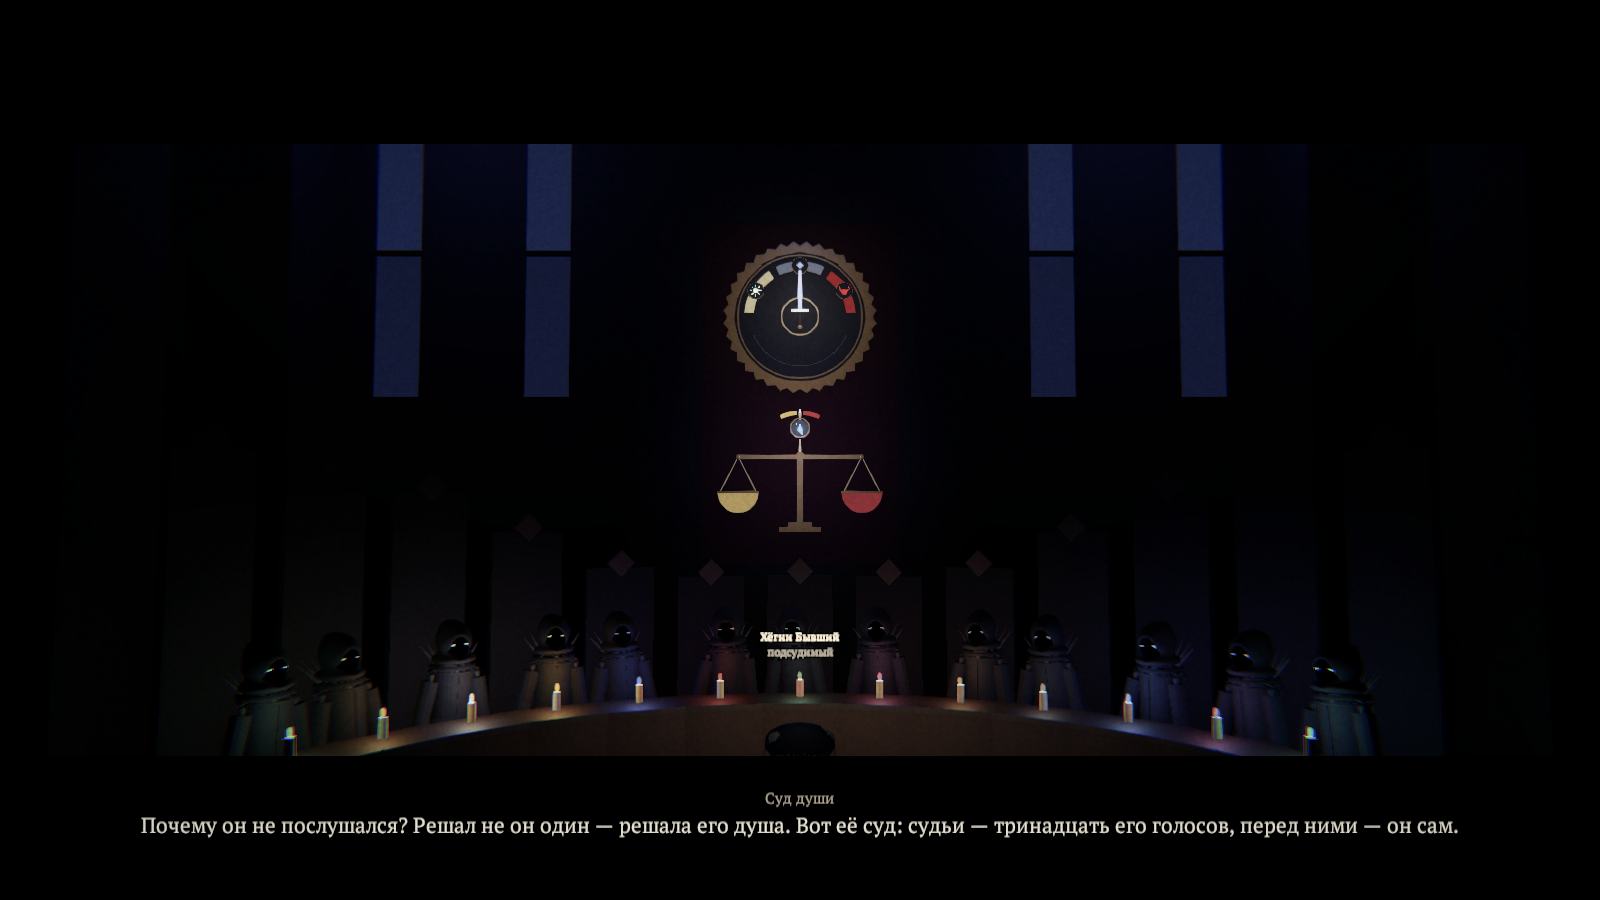 Хёгни Бывший
подсудимый
Суд души
Почему он не послушался? Решал не он один — решала его душа. Вот её суд: судьи — тринадцать его голосов, перед ними — он сам.